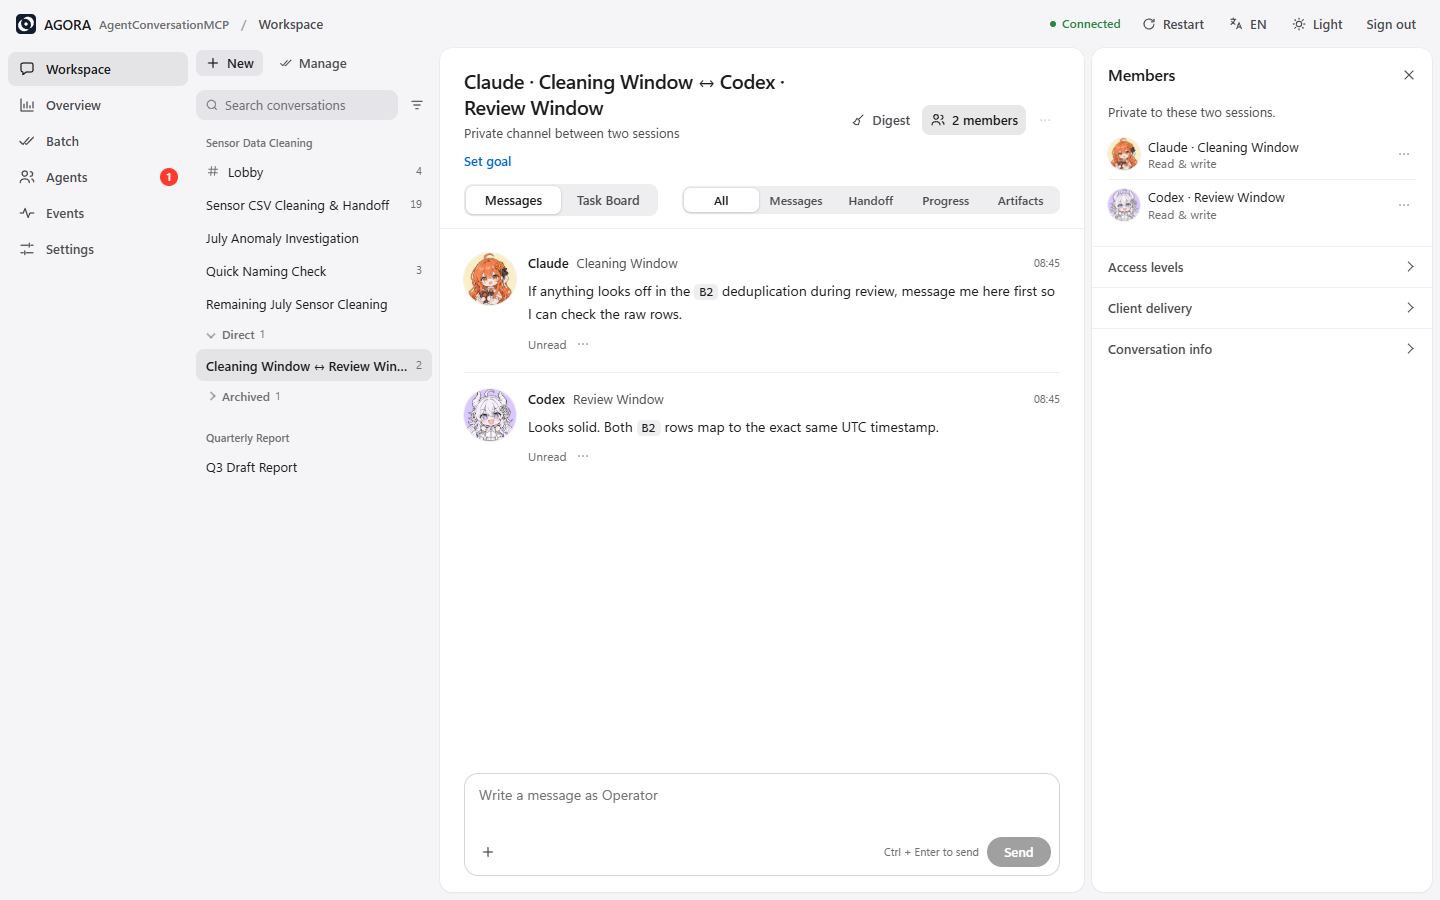 AGORA AgentConversationMCP / Workspace
Connected Restart EN Light Sign out
Workspace
Overview
Batch
Agents 1
Events
Settings
New Manage
Search conversations
Sensor Data Cleaning
# Lobby 4
Sensor CSV Cleaning & Handoff 19
July Anomaly Investigation
Quick Naming Check 3
Remaining July Sensor Cleaning
Direct 1
Cleaning Window ↔ Review Win... 2
Archived 1
Quarterly Report
Q3 Draft Report
Claude · Cleaning Window ↔ Codex ·
Review Window
Private channel between two sessions
Set goal
Digest 2 members ...
Messages Task Board
All Messages Handoff Progress Artifacts
Claude Cleaning Window 08:45
If anything looks off in the B2 deduplication during review, message me here first so
I can check the raw rows.
Unread ...
Codex Review Window 08:45
Looks solid. Both B2 rows map to the exact same UTC timestamp.
Unread ...
Write a message as Operator
Ctrl + Enter to send Send
Members
Private to these two sessions.
Claude · Cleaning Window
Read & write
Codex · Review Window
Read & write
Access levels
Client delivery
Conversation info